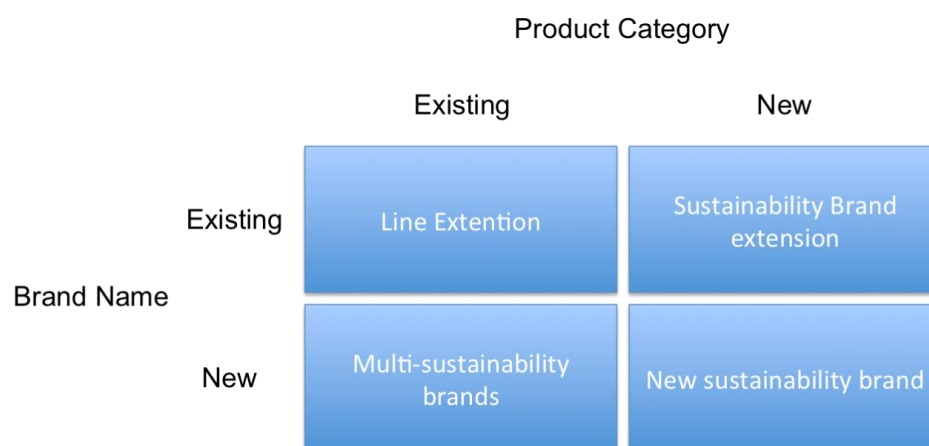 Product Category
Existing
New
Existing
Line Extention
Sustainability Brand
extension
Brand Name
New
Multi-sustainability
brands
New sustainability brand